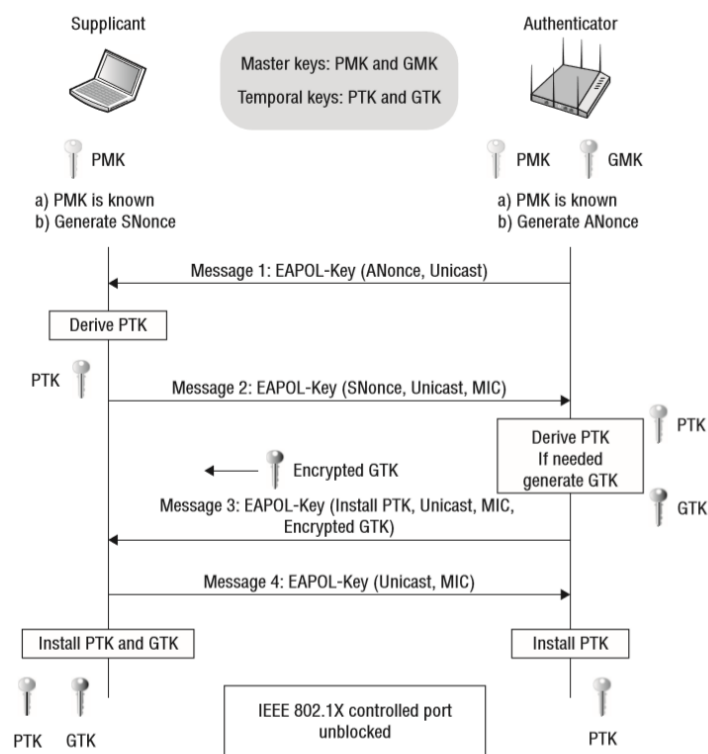 Supplicant
Authenticator
Master keys: PMK and GMK
Temporal keys: PTK and GTK
PMK
PMK
GMK
a) PMK is known
b) Generate SNonce
a) PMK is known
b) Generate ANonce
Message 1: EAPOL-Key (ANonce, Unicast)
Derive PTK
PTK
Message 2: EAPOL-Key (SNonce, Unicast, MIC)
Derive PTK
If needed
generate GTK
PTK
Encrypted GTK
GTK
Message 3: EAPOL-Key (Install PTK, Unicast, MIC,
Encrypted GTK)
Message 4: EAPOL-Key (Unicast, MIC)
Install PTK and GTK
Install PTK
PTK
GTK
IEEE 802.1X controlled port
unblocked
PTK